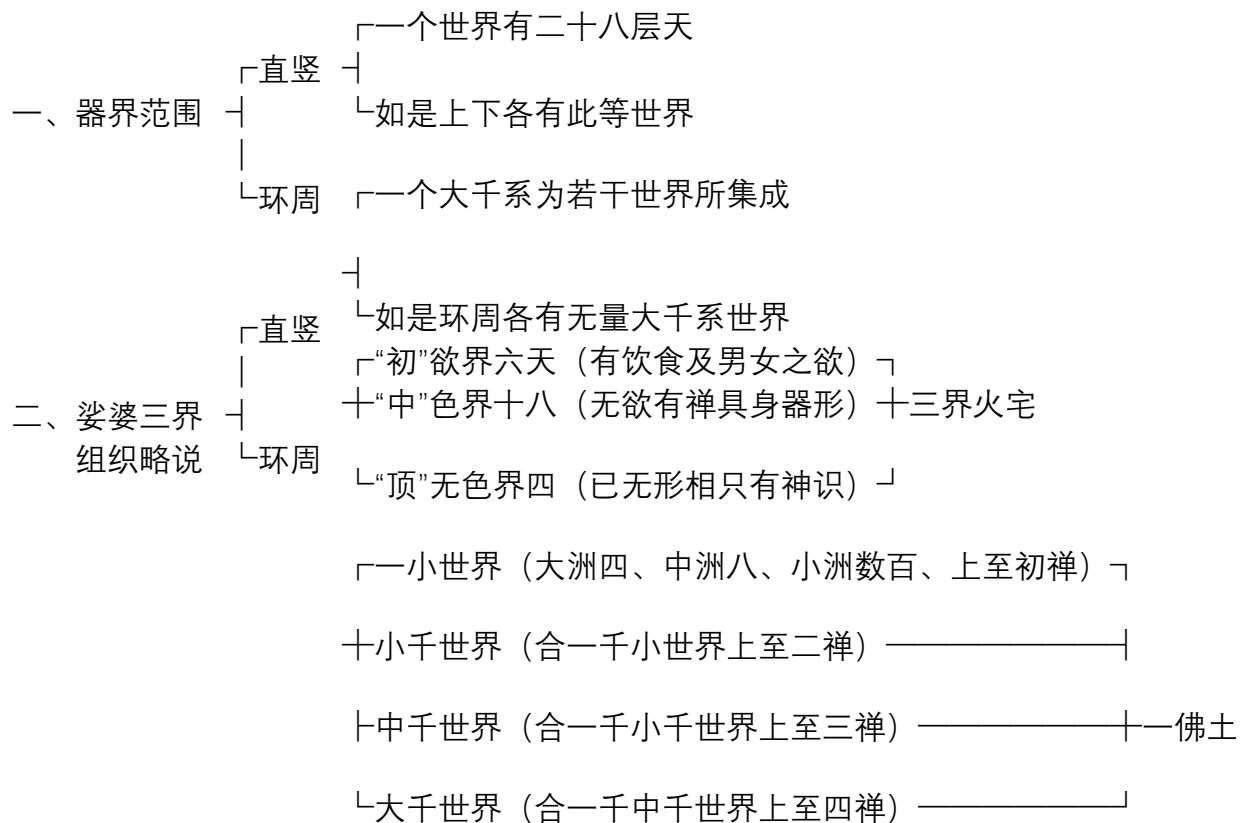 ┌一个世界有二十八层天
┌直竖 ┤
一、器界范围 ┤ └如是上下各有此等世界
│
└环周 ┌一个大千系为若干世界所集成
┤
┌直竖 └如是环周各有无量大千系世界
│ ┌“初”欲界六天（有饮食及男女之欲）┐
二、娑婆三界 ┤ ┼“中”色界十八（无欲有禅具身器形）┼三界火宅
组织略说 └环周
└“顶”无色界四（已无形相只有神识）┘
┌一小世界（大洲四、中洲八、小洲数百、上至初禅）┐
┼小千世界（合一千小世界上至二禅）───────┤
├中千世界（合一千小千世界上至三禅）──────┼一佛土
└大千世界（合一千中千世界上至四禅）──────┘